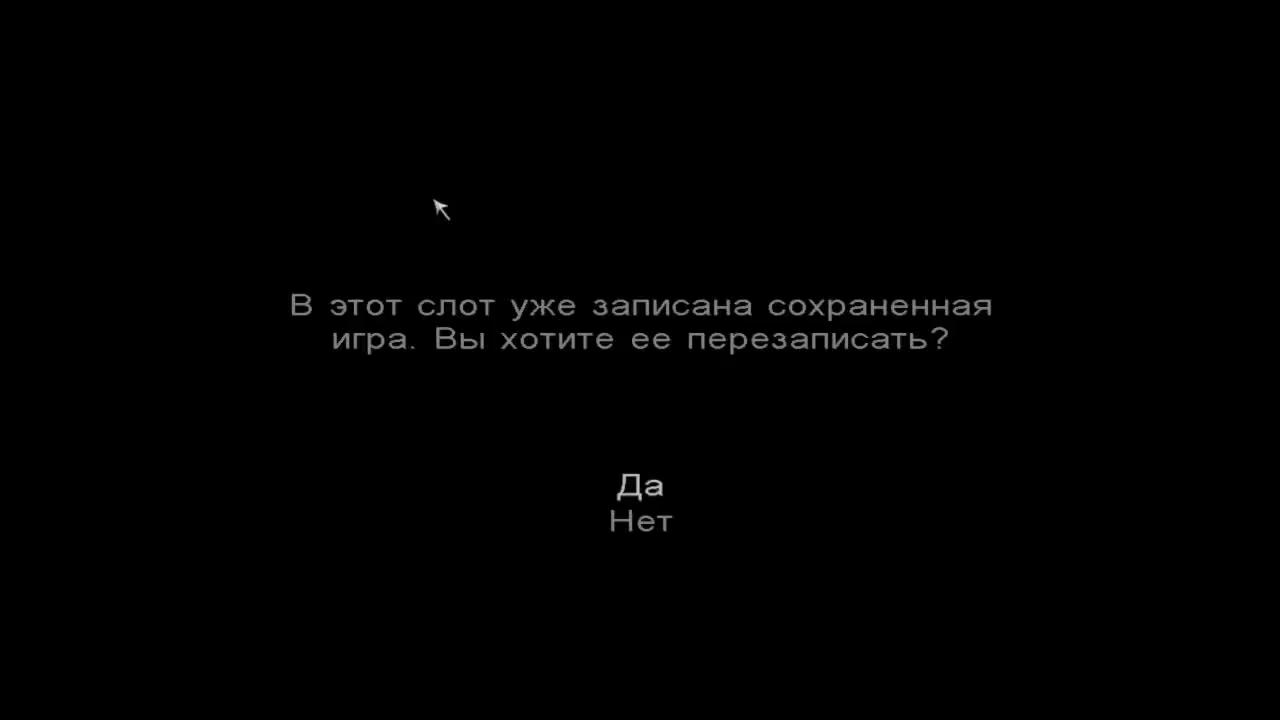 В этот слот уже записана сохраненная
игра. Вы хотите ее перезаписать?
Да
Нет